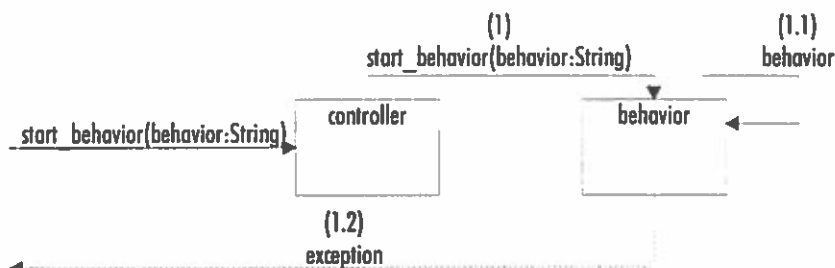 (1)
start_behavior(behavior:String)
(1.1)
behavior
start_behavior(behavior:String)
controller
behavior
(1.2)
exception